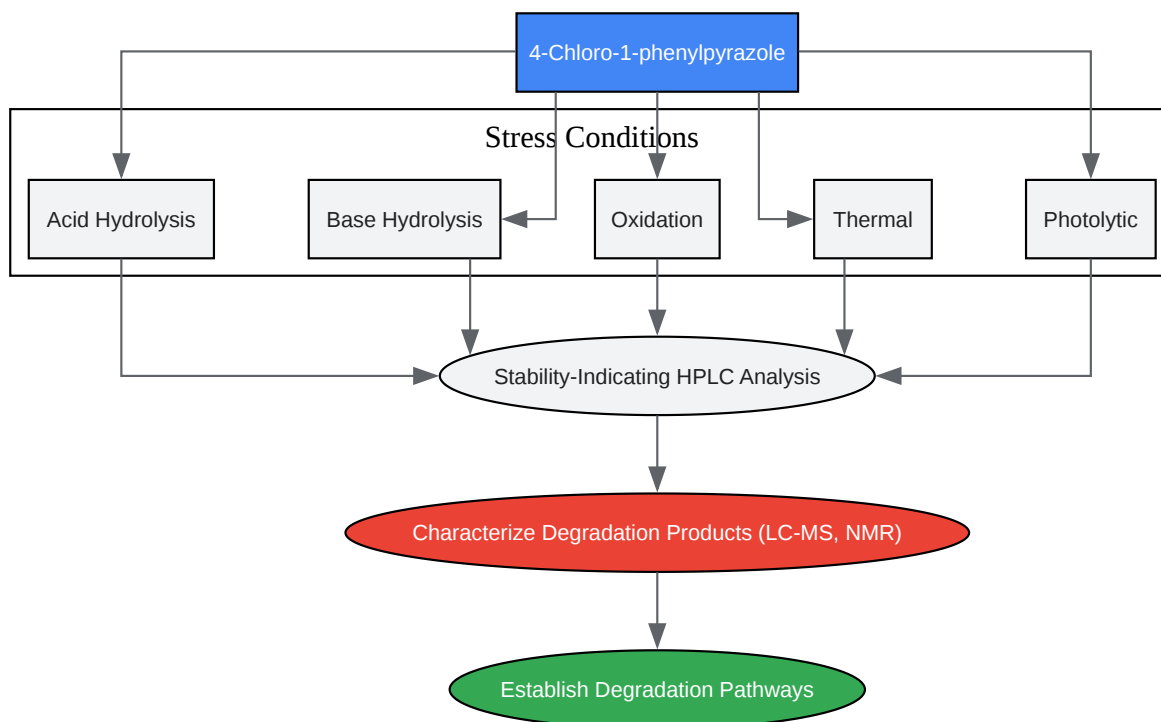 4-Chloro-1-phenylpyrazole
Stress Conditions
Acid Hydrolysis
Base Hydrolysis
Oxidation
Thermal
Photolytic
Stability-Indicating HPLC Analysis
Characterize Degradation Products (LC-MS, NMR)
Establish Degradation Pathways